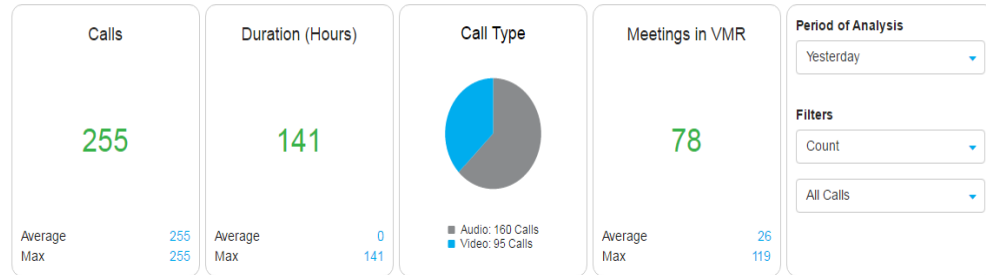 Calls
255
Average 255
Max 255
Duration (Hours)
141
Average 0
Max 141
Call Type
Audio: 160 Calls
Video: 95 Calls
Meetings in VMR
78
Average 26
Max 119
Period of Analysis
Yesterday
Filters
Count
All Calls